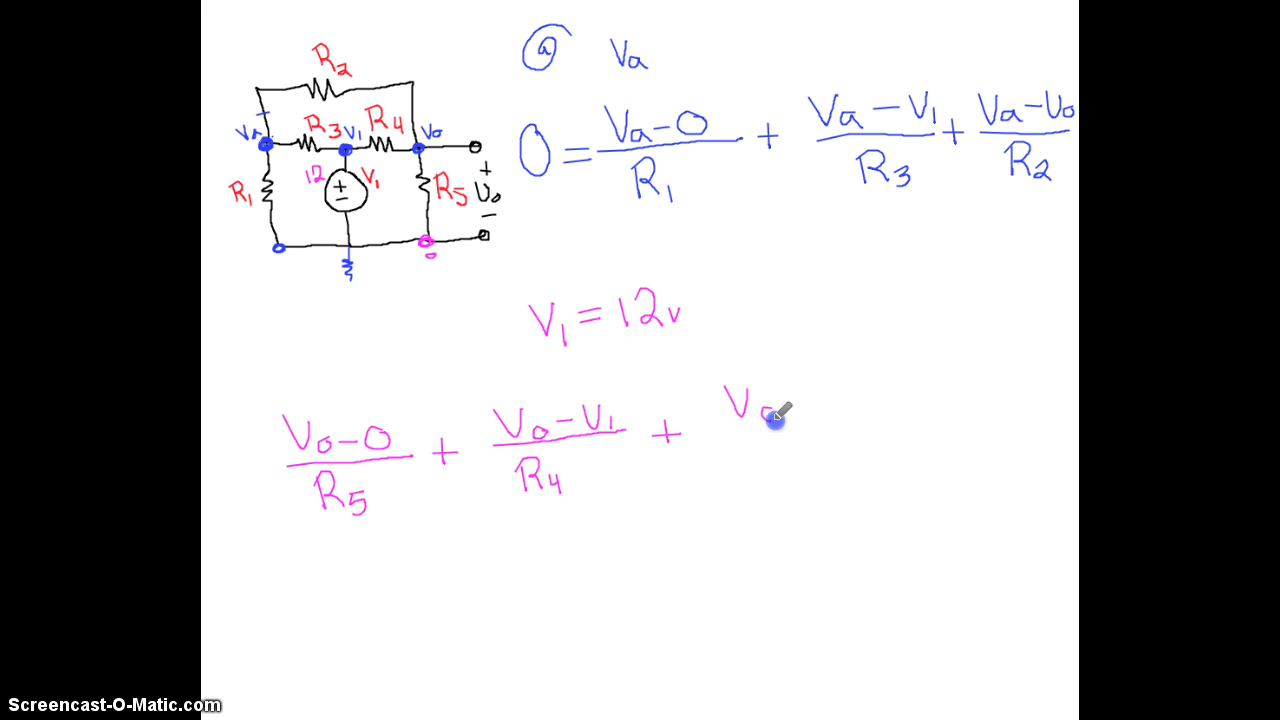 R2
Va R3 V1 R4 Vo
R1 12 + − V1 R5 + Vo −
o
ⓐ Va
0 = Va − 0 / R1 + Va − V1 / R3 + Va − Vo / R2
V1 = 12v
Vo − 0 / R5 + Vo − V1 / R4 + Vo
Screencast-O-Matic.com